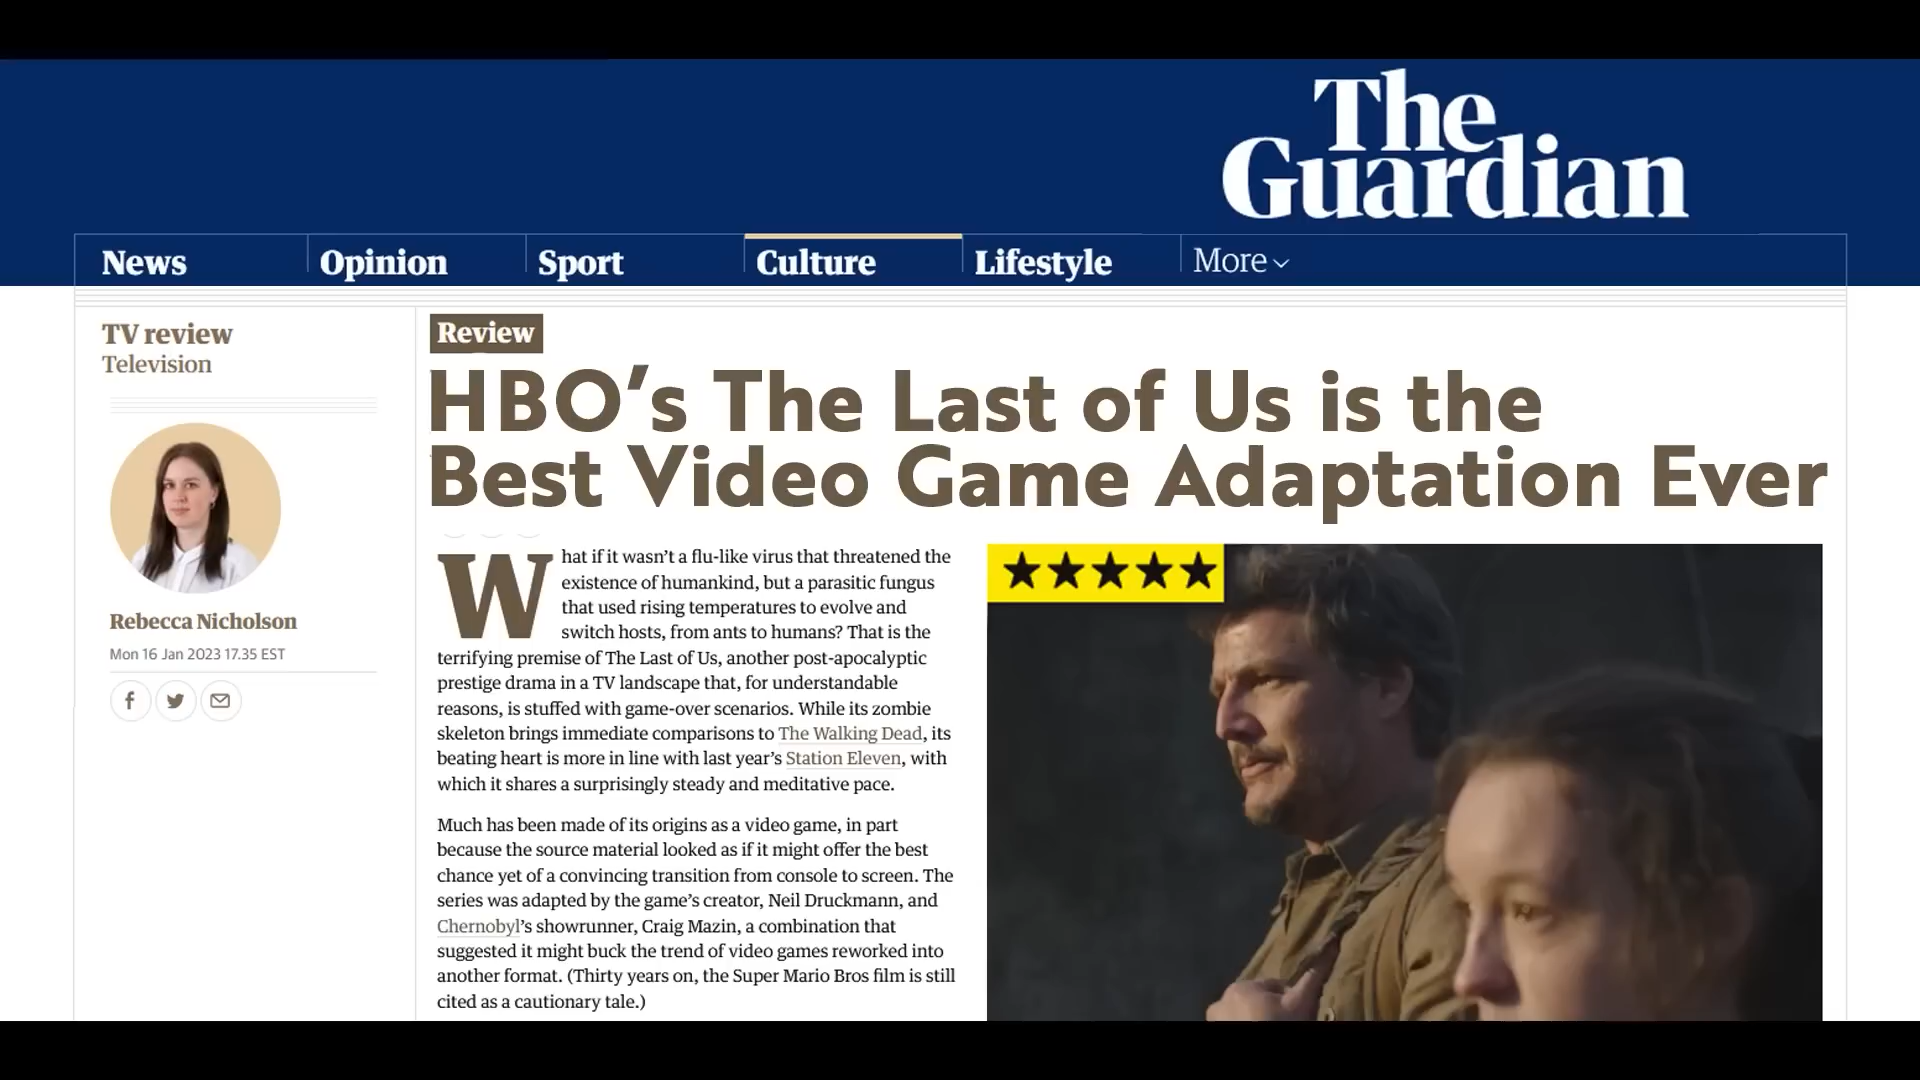 The
Guardian
News Opinion Sport Culture Lifestyle More
TV review
Television
Rebecca Nicholson
Mon 16 Jan 2023 17.35 EST
Review
HBO’s The Last of Us is the
Best Video Game Adaptation Ever
What if it wasn’t a flu-like virus that threatened the
existence of humankind, but a parasitic fungus
that used rising temperatures to evolve and
switch hosts, from ants to humans? That is the
terrifying premise of The Last of Us, another post-apocalyptic
prestige drama in a TV landscape that, for understandable
reasons, is stuffed with game-over scenarios. While its zombie
skeleton brings immediate comparisons to The Walking Dead, its
beating heart is more in line with last year’s Station Eleven, with
which it shares a surprisingly steady and meditative pace.
Much has been made of its origins as a video game, in part
because the source material looked as if it might offer the best
chance yet of a convincing transition from console to screen. The
series was adapted by the game’s creator, Neil Druckmann, and
Chernobyl’s showrunner, Craig Mazin, a combination that
suggested it might buck the trend of video games reworked into
another format. (Thirty years on, the Super Mario Bros film is still
cited as a cautionary tale.)